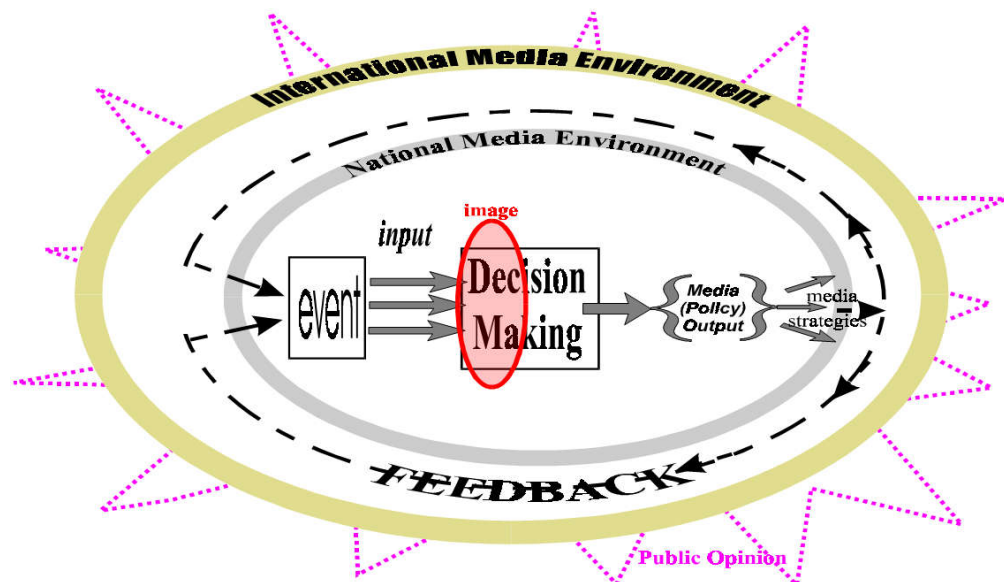 International Media Environment
National Media Environment
image
input
event
Decision
Making
Media
(Policy)
Output
media
strategies
FEEDBACK
Public Opinion